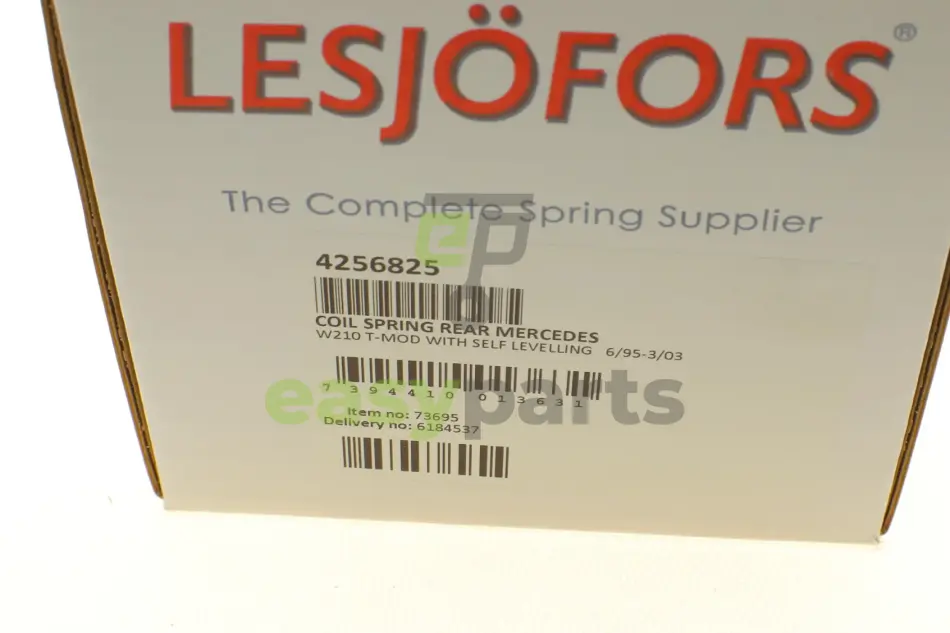 LESJÖFORS®
The Complete Spring Supplier
4256825
COIL SPRING REAR MERCEDES
W210 T-MOD WITH SELF LEVELLING 6/95-3/03
7 394410 013631
Item no: 73695
Delivery no: 6184537
eP
easyparts